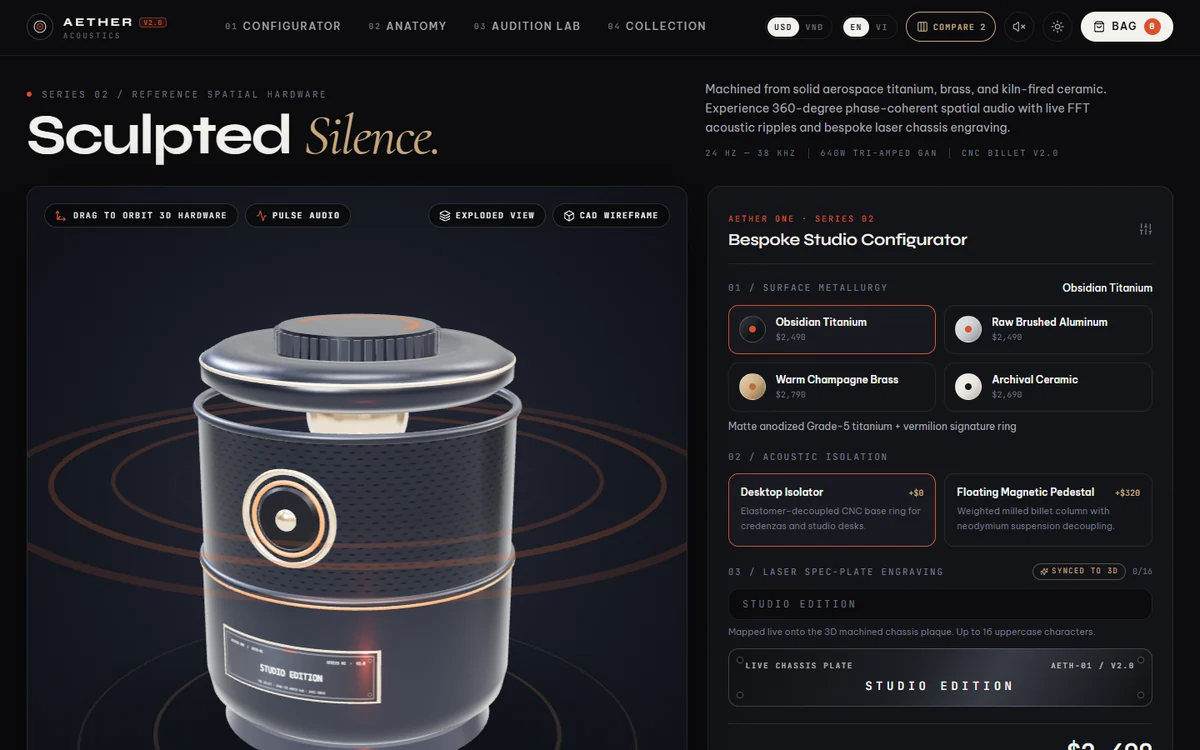 AETHER V2.0
ACOUSTICS
01 CONFIGURATOR
02 ANATOMY
03 AUDITION LAB
04 COLLECTION
USD VND
EN VI
COMPARE 2
BAG 0
SERIES 02 / REFERENCE SPATIAL HARDWARE
Sculpted Silence.
Machined from solid aerospace titanium, brass, and kiln-fired ceramic.
Experience 360-degree phase-coherent spatial audio with live FFT
acoustic ripples and bespoke laser chassis engraving.
24 HZ — 38 KHZ | 640W TRI-AMPED GAN | CNC BILLET V2.0
DRAG TO ORBIT 3D HARDWARE
PULSE AUDIO
EXPLODED VIEW
CAD WIREFRAME
STUDIO EDITION
AETHER ONE · SERIES 02
Bespoke Studio Configurator
01 / SURFACE METALLURGY
Obsidian Titanium
Obsidian Titanium
$2,490
Raw Brushed Aluminum
$2,490
Warm Champagne Brass
$2,790
Archival Ceramic
$2,690
Matte anodized Grade-5 titanium + vermilion signature ring
02 / ACOUSTIC ISOLATION
Desktop Isolator +$0
Elastomer-decoupled CNC base ring for
credenzas and studio desks.
Floating Magnetic Pedestal +$320
Weighted milled billet column with
neodymium suspension decoupling.
03 / LASER SPEC-PLATE ENGRAVING
SYNCED TO 3D
0/16
STUDIO EDITION
Mapped live onto the 3D machined chassis plaque. Up to 16 uppercase characters.
LIVE CHASSIS PLATE
AETH-01 / V2.0
STUDIO EDITION